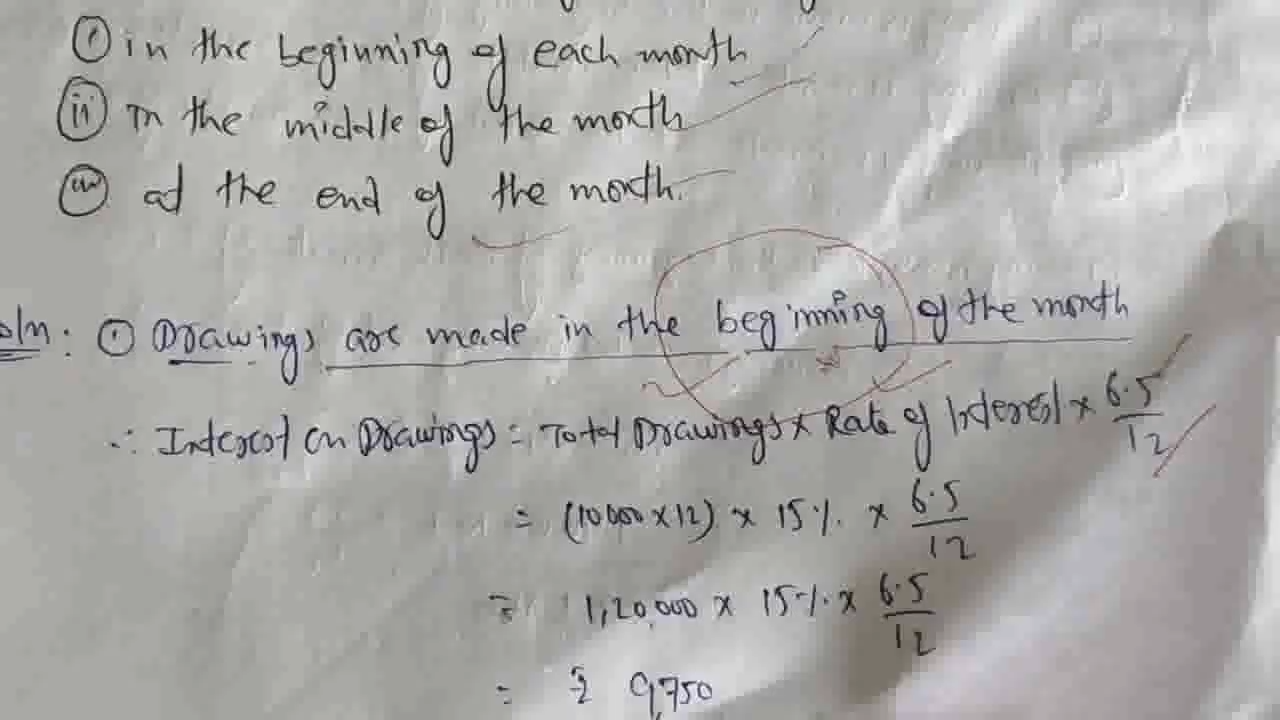 (i) in the beginning of each month
(ii) In the middle of the month
(iii) at the end of the month.
oln: (i) Drawings are made in the beginning of the month
∴ Interest on Drawings = Total Drawings × Rate of Interest × 6.5/12
= (10000×12) × 15% × 6.5/12
= 1,20,000 × 15% × 6.5/12
= ₹ 9,750